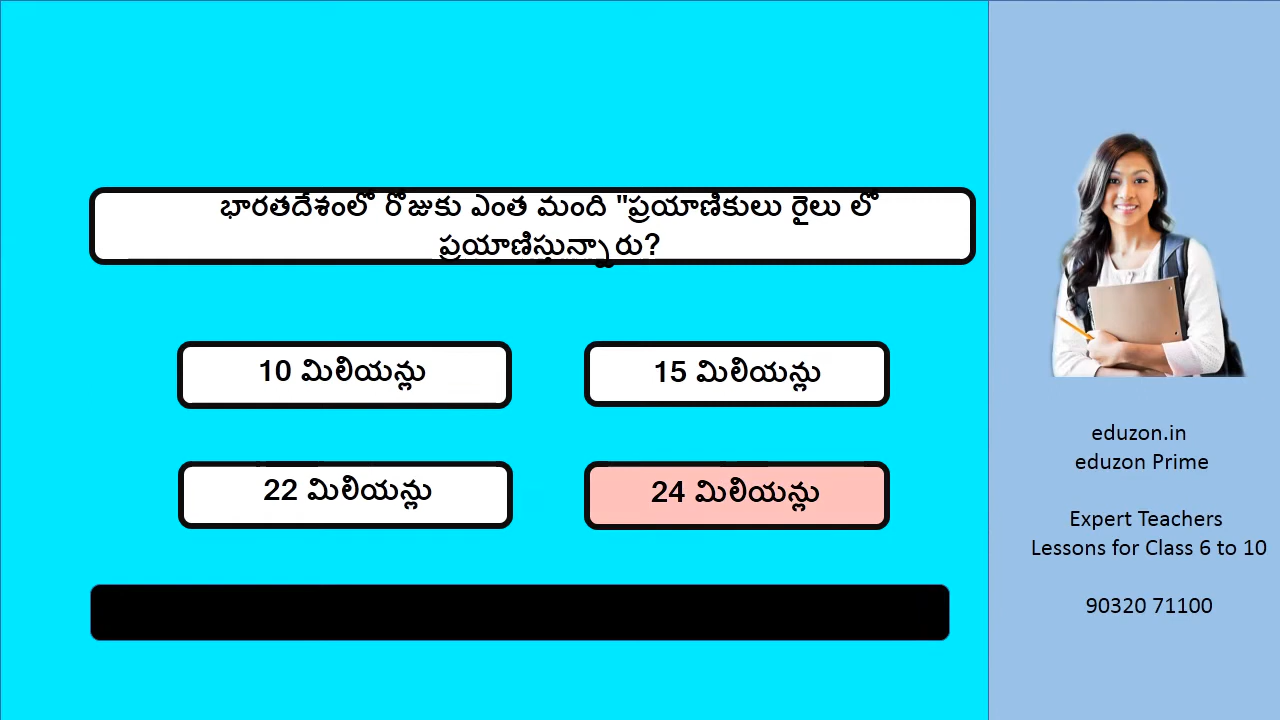 భారతదేశంలో రోజుకు ఎంత మంది "ప్రయాణికులు రైలు లో
ప్రయాణిస్తున్నారు?
10 మిలియన్లు
15 మిలియన్లు
22 మిలియన్లు
24 మిలియన్లు
eduzon.in
eduzon Prime
Expert Teachers
Lessons for Class 6 to 10
90320 71100